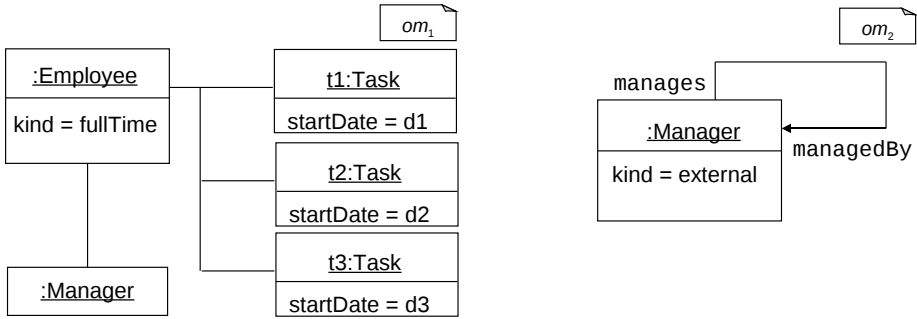 om1
:Employee
kind = fullTime
t1:Task
startDate = d1
t2:Task
startDate = d2
t3:Task
startDate = d3
:Manager
om2
manages
:Manager
managedBy
kind = external